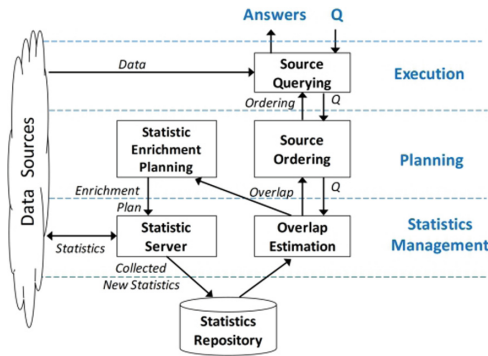 Answers Q
Data
Source
Querying
Execution
Ordering
Q
Data Sources
Statistic
Enrichment
Planning
Source
Ordering
Planning
Enrichment
Plan
Overlap
Q
Statistics
Statistic
Server
Overlap
Estimation
Statistics
Management
Collected
New Statistics
Statistics
Repository